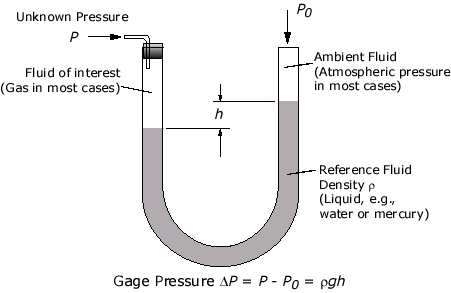 Unknown Pressure
P
P0
Fluid of interest
(Gas in most cases)
Ambient Fluid
(Atmospheric pressure
in most cases)
h
Reference Fluid
Density ρ
(Liquid, e.g.,
water or mercury)
Gage Pressure ΔP = P - P0 = ρgh